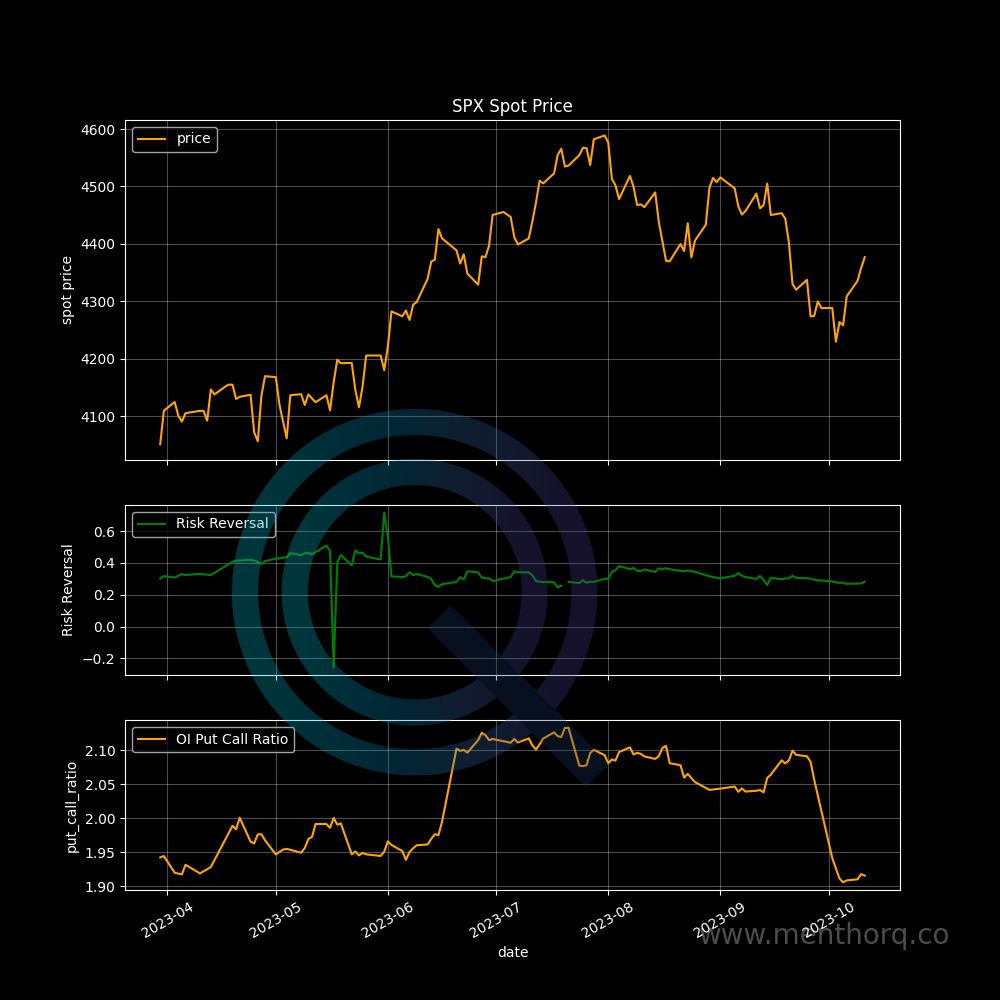 SPX Spot Price
price
4600
4500
4400
4300
4200
4100
spot price
Risk Reversal
0.6
0.4
0.2
0.0
−0.2
Risk Reversal
OI Put Call Ratio
2.10
2.05
2.00
1.95
1.90
put_call_ratio
2023-04
2023-05
2023-06
2023-07
2023-08
2023-09
2023-10
date
www.menthorq.co